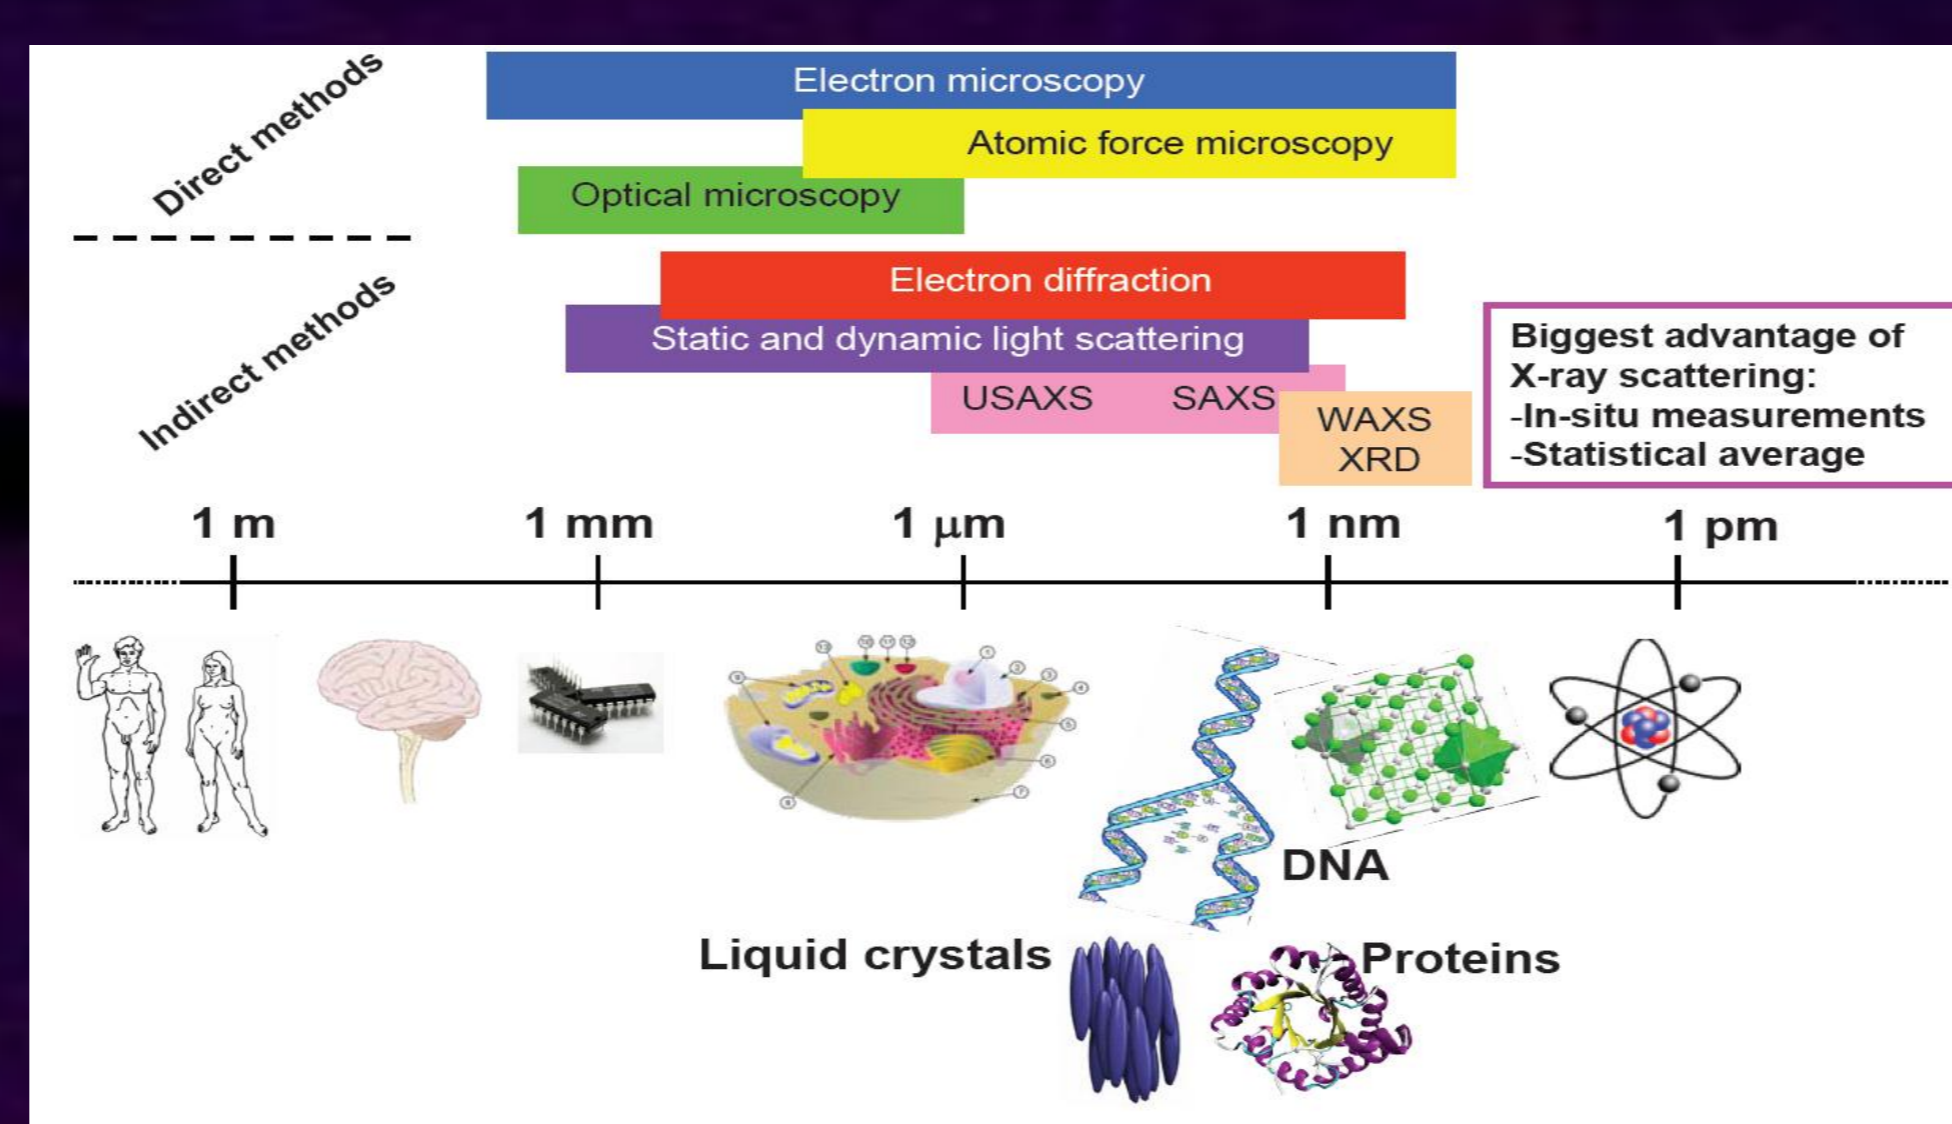 Direct methods
Electron microscopy
Atomic force microscopy
Optical microscopy
Indirect methods
Electron diffraction
Static and dynamic light scattering
USAXS SAXS
WAXS
XRD
Biggest advantage of
X-ray scattering:
-In-situ measurements
-Statistical average
1 m 1 mm 1 μm 1 nm 1 pm
DNA
Liquid crystals
Proteins